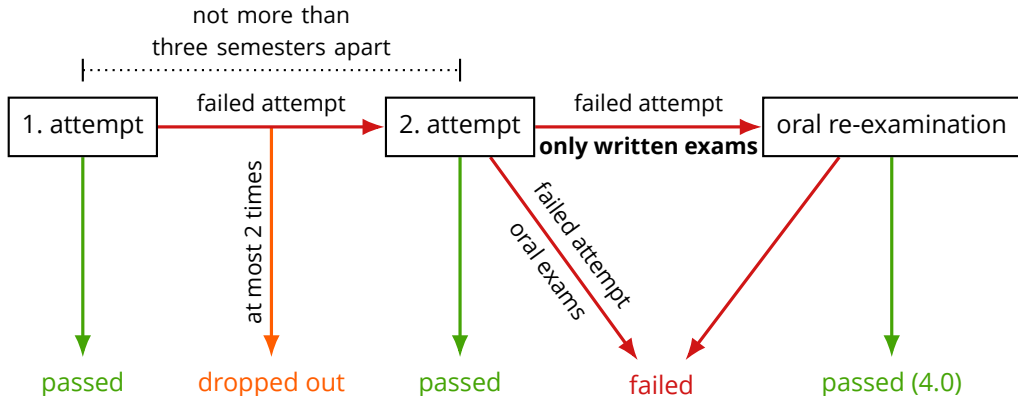 not more than
three semesters apart
1. attempt
failed attempt
2. attempt
failed attempt
only written exams
oral re-examination
at most 2 times
failed attempt
oral exams
passed
dropped out
passed
failed
passed (4.0)